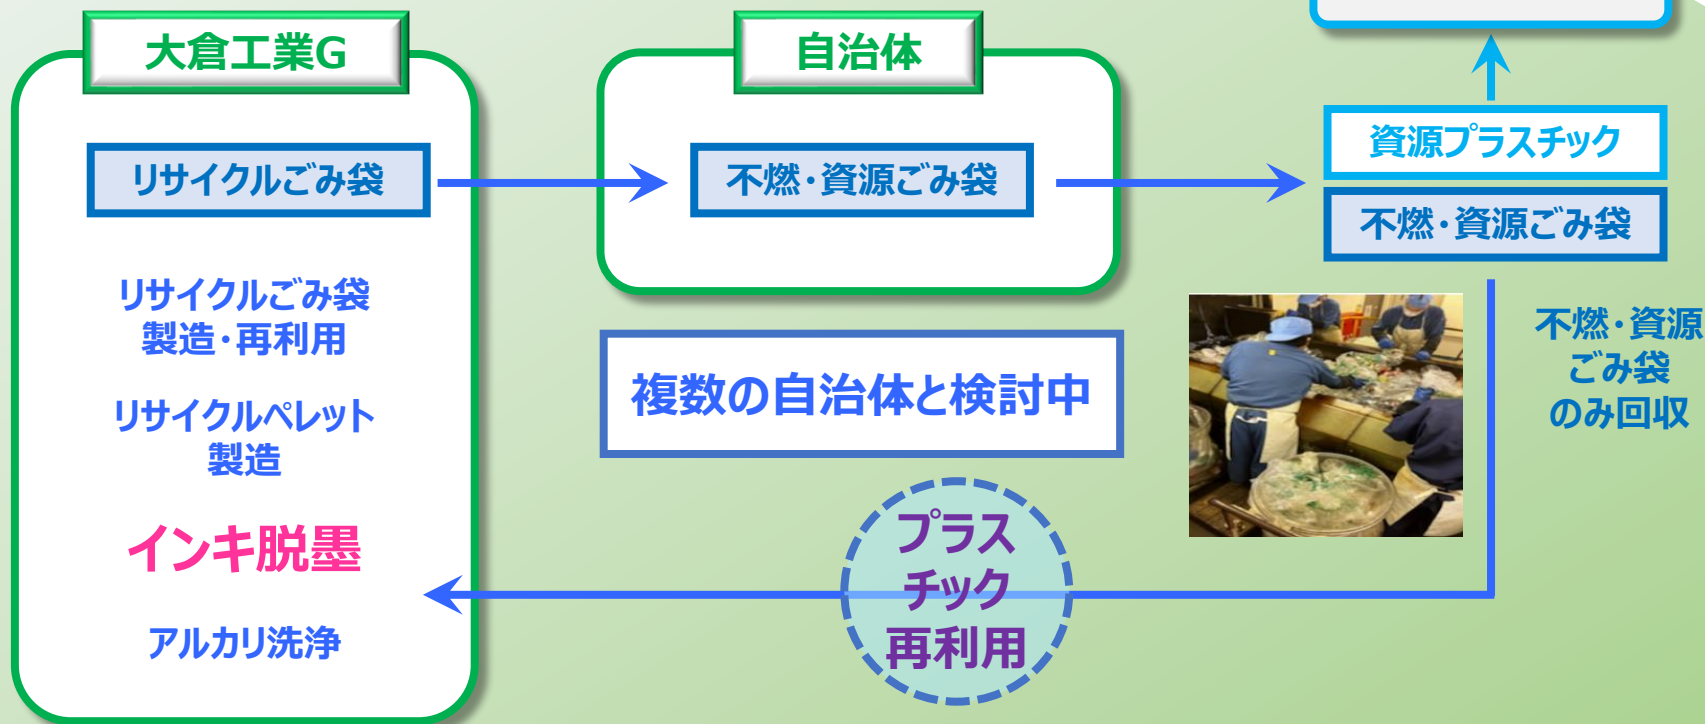 大倉工業G
リサイクルごみ袋
リサイクルごみ袋
製造・再利用
リサイクルペレット
製造
インキ脱墨
アルカリ洗浄
自治体
不燃・資源ごみ袋
複数の自治体と検討中
プラス
チック
再利用
資源プラスチック
不燃・資源ごみ袋
不燃・資源
ごみ袋
のみ回収